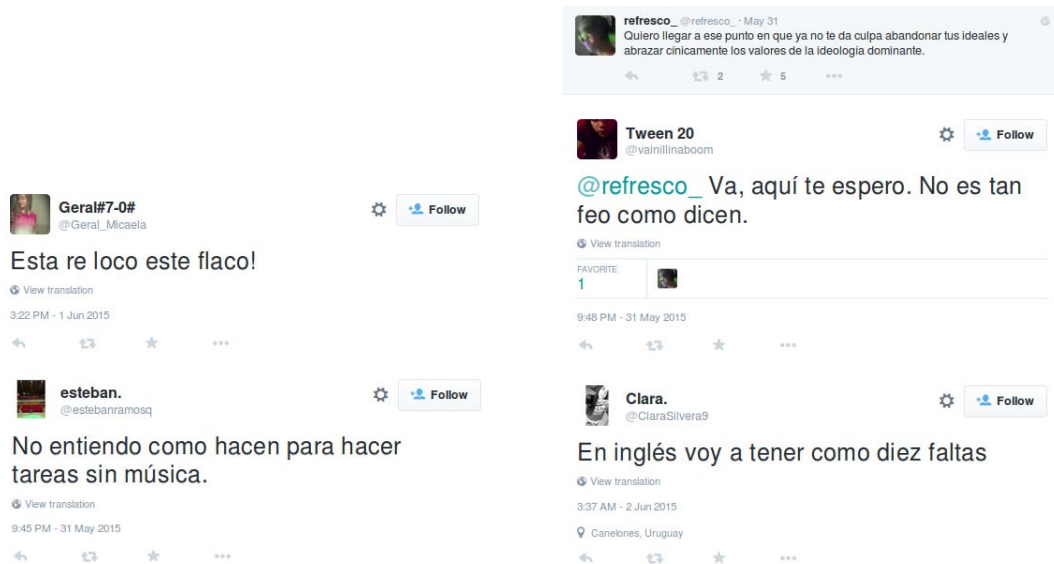 Geral#7-0#
@Geral_Micaela
Follow
Esta re loco este flaco!
View translation
3:22 PM - 1 Jun 2015
esteban.
@estebanramosq
Follow
No entiendo como hacen para hacer
tareas sin música.
View translation
9:45 PM - 31 May 2015
refresco_ @refresco_ · May 31
Quiero llegar a ese punto en que ya no te da culpa abandonar tus ideales y
abrazar cínicamente los valores de la ideología dominante.
2 5
Tween 20
@vainillinaboom
Follow
@refresco_ Va, aquí te espero. No es tan
feo como dicen.
View translation
FAVORITE
1
9:48 PM - 31 May 2015
Clara.
@ClaraSilvera9
Follow
En inglés voy a tener como diez faltas
View translation
3:37 AM - 2 Jun 2015
Canelones, Uruguay